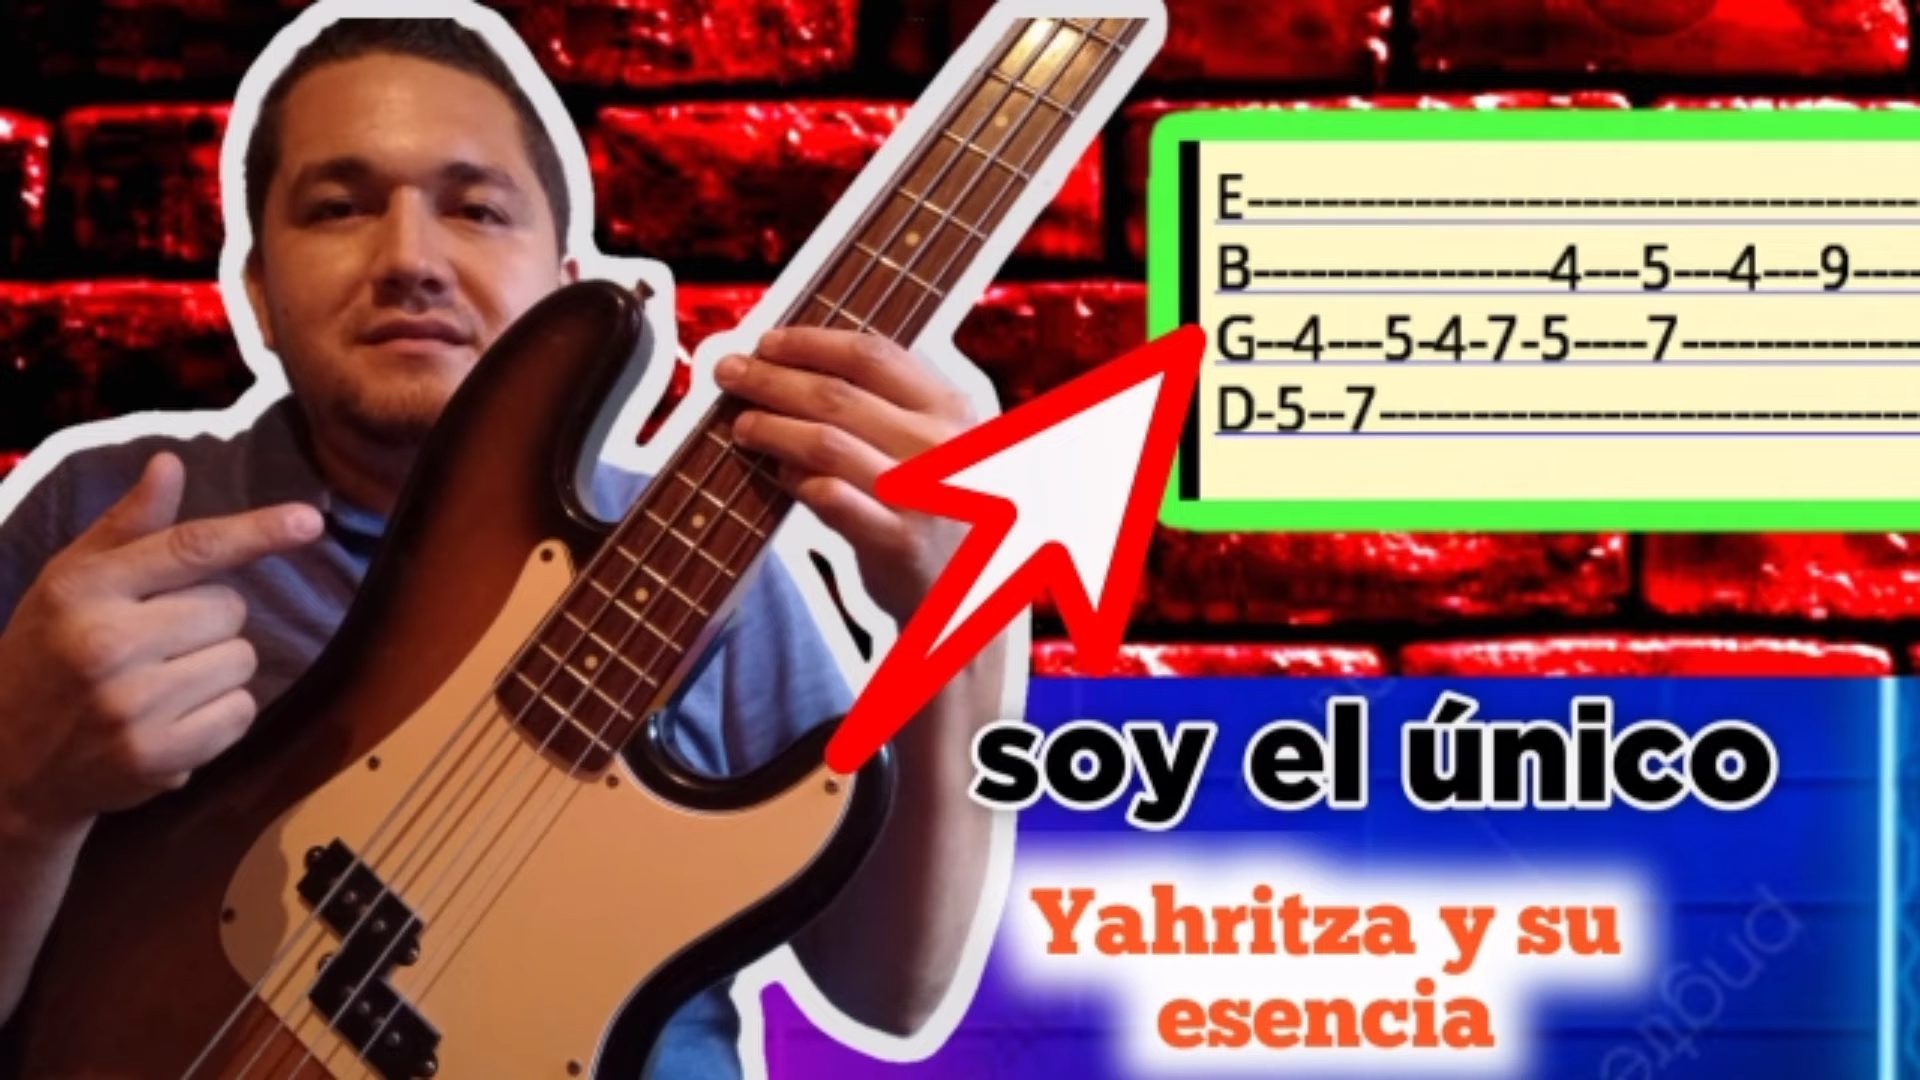 E------------------------------------
B----------------4---5---4---9----
G--4---5-4-7-5----7-------------
D-5--7------------------------------
soy el único
Yahritza y su
esencia